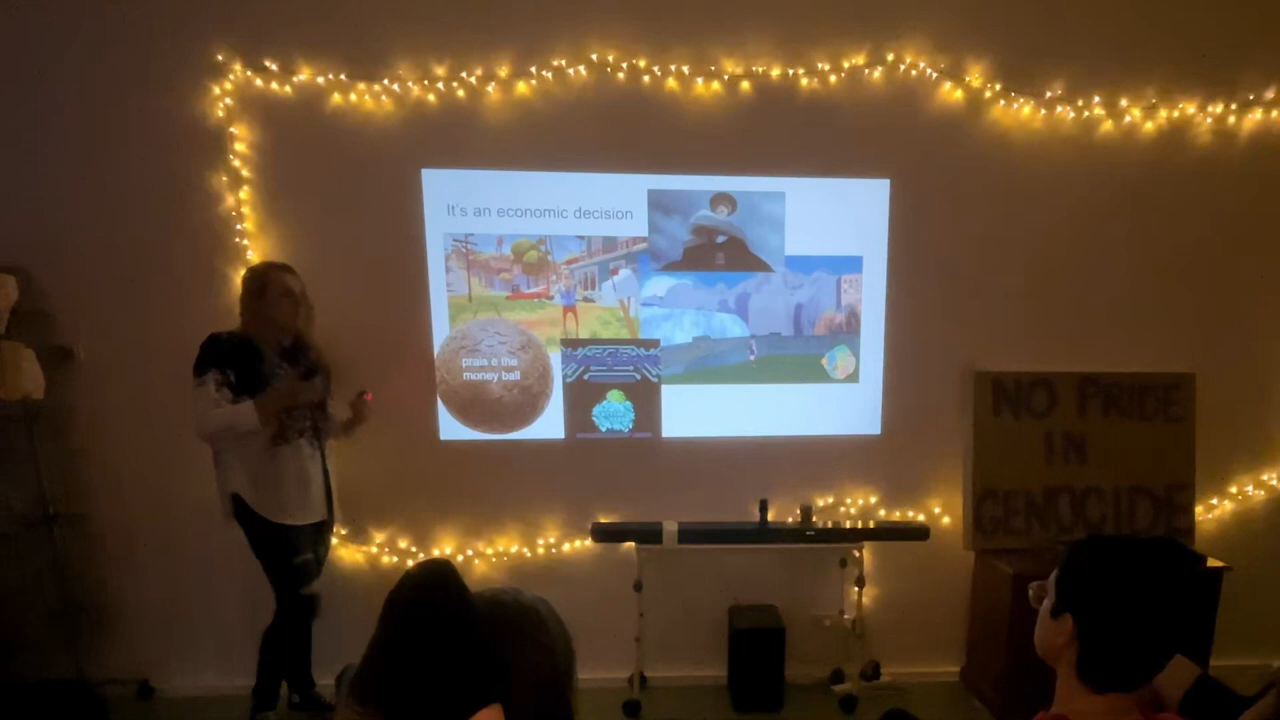 It's an economic decision
prais e the
money ball
NO PRIDE
IN
GENOCIDE